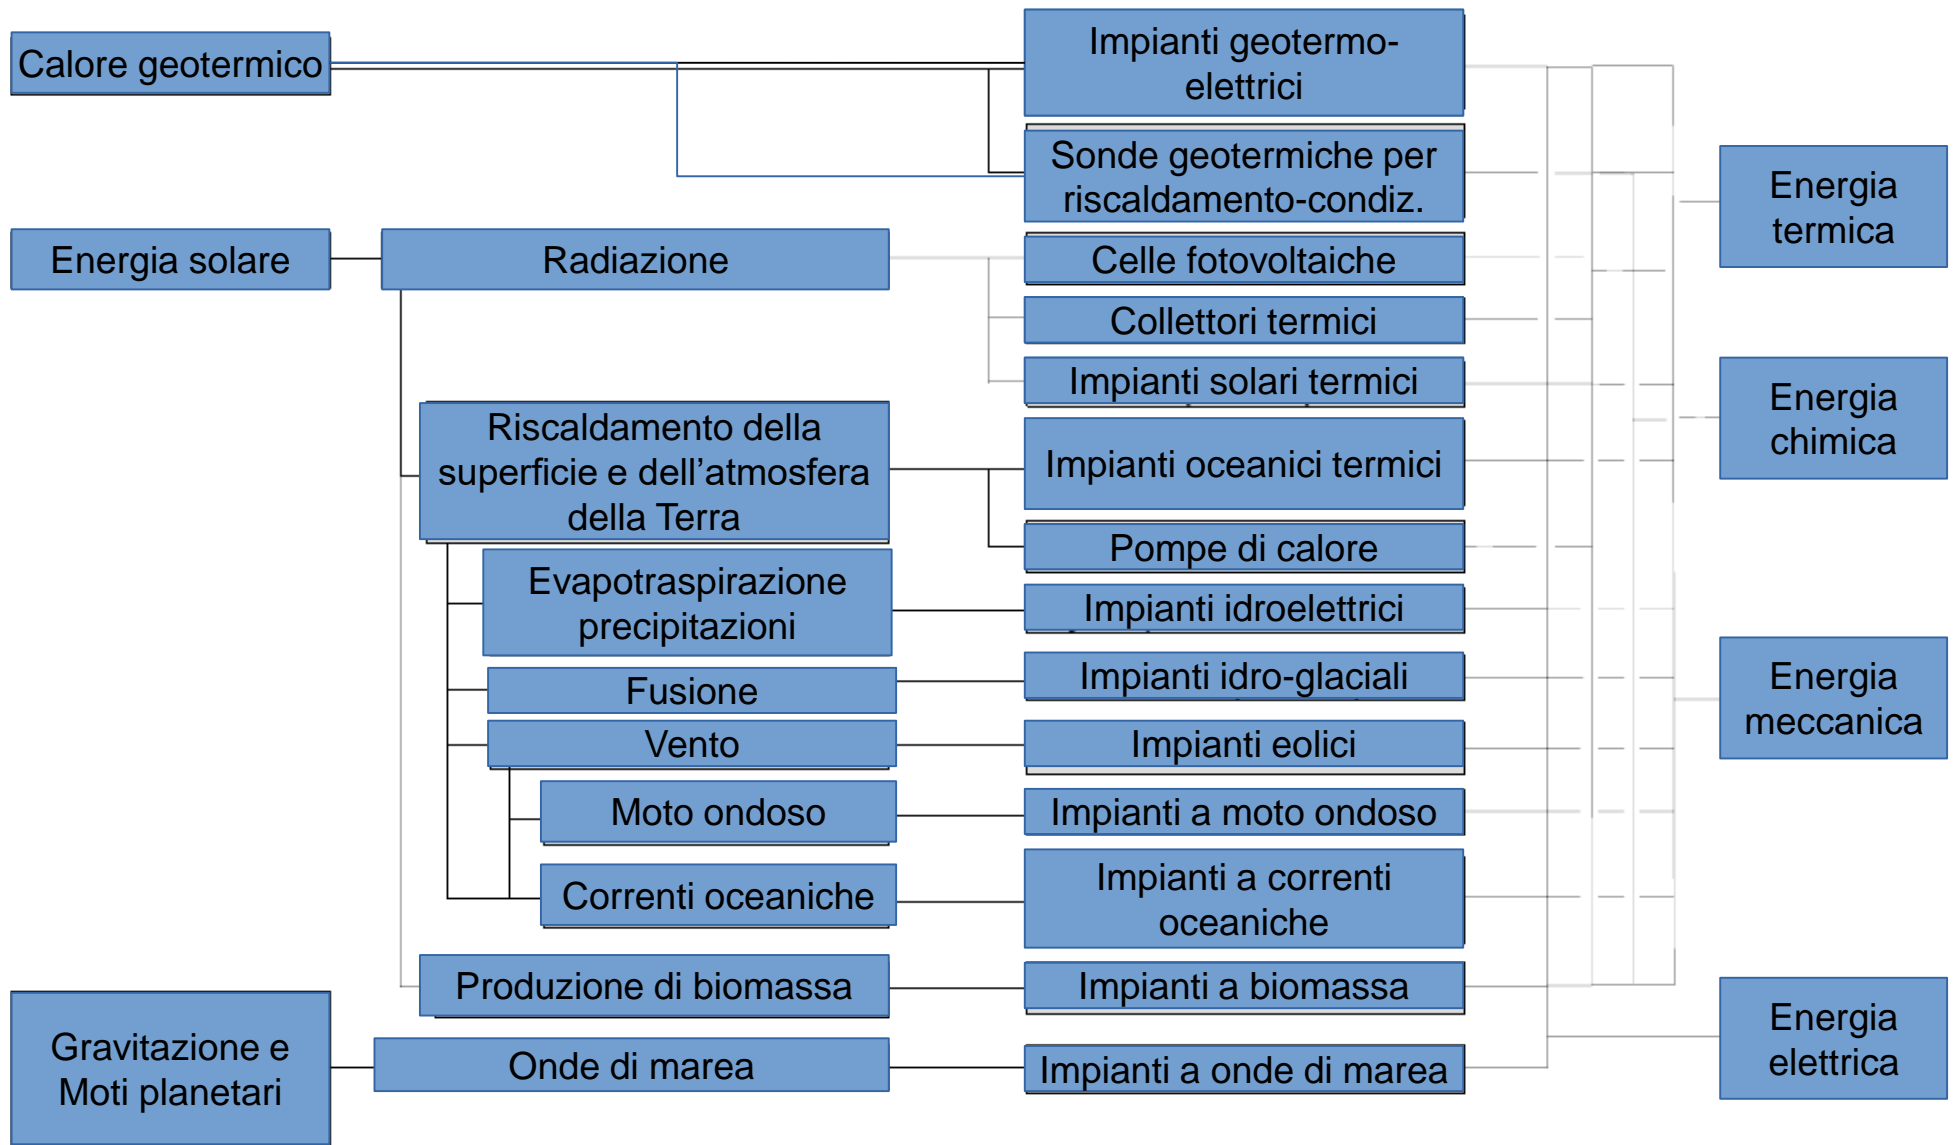 Calore geotermico
Impianti geotermo-
elettrici
Sonde geotermiche per
riscaldamento-condiz.
Energia
termica
Energia solare
Radiazione
Celle fotovoltaiche
Collettori termici
Impianti solari termici
Energia
chimica
Riscaldamento della
superficie e dell’atmosfera
della Terra
Impianti oceanici termici
Pompe di calore
Evapotraspirazione
precipitazioni
Impianti idroelettrici
Fusione
Impianti idro-glaciali
Energia
meccanica
Vento
Impianti eolici
Moto ondoso
Impianti a moto ondoso
Correnti oceaniche
Impianti a correnti
oceaniche
Produzione di biomassa
Impianti a biomassa
Gravitazione e
Moti planetari
Onde di marea
Impianti a onde di marea
Energia
elettrica